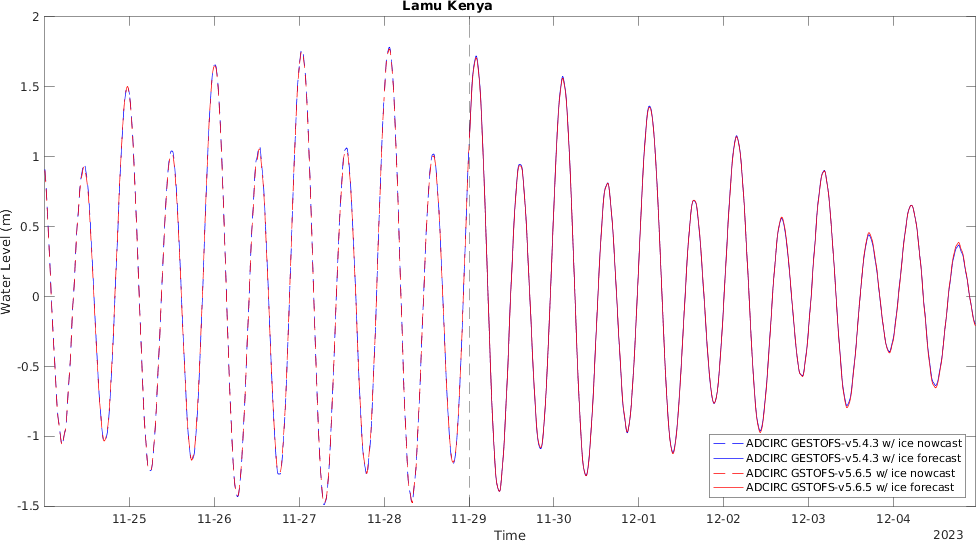 Lamu Kenya
2
1.5
1
0.5
0
-0.5
-1
-1.5
Water Level (m)
11-25 11-26 11-27 11-28 11-29 11-30 12-01 12-02 12-03 12-04
Time
2023
ADCIRC GESTOFS-v5.4.3 w/ ice nowcast
ADCIRC GESTOFS-v5.4.3 w/ ice forecast
ADCIRC GSTOFS-v5.6.5 w/ ice nowcast
ADCIRC GSTOFS-v5.6.5 w/ ice forecast